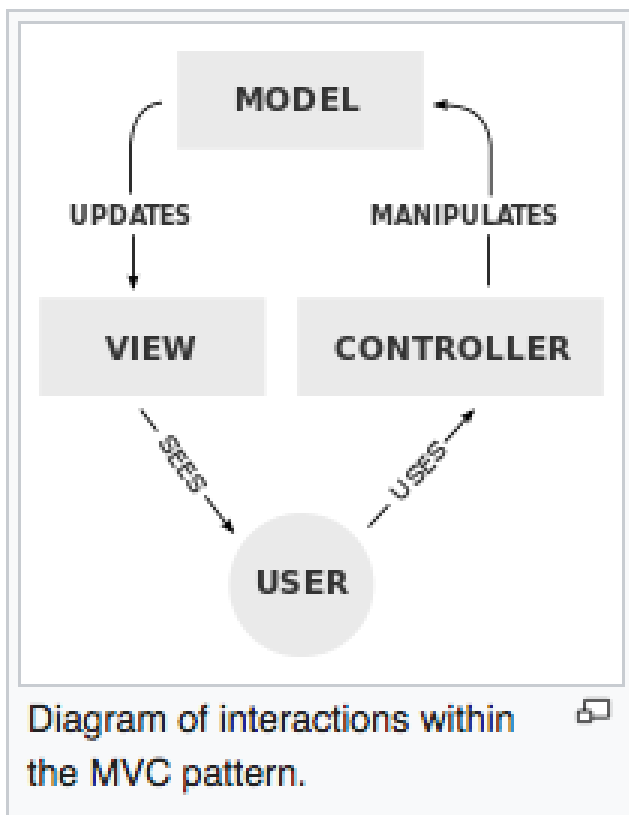 MODEL
UPDATES
MANIPULATES
VIEW
CONTROLLER
SEES
USES
USER
Diagram of interactions within
the MVC pattern.